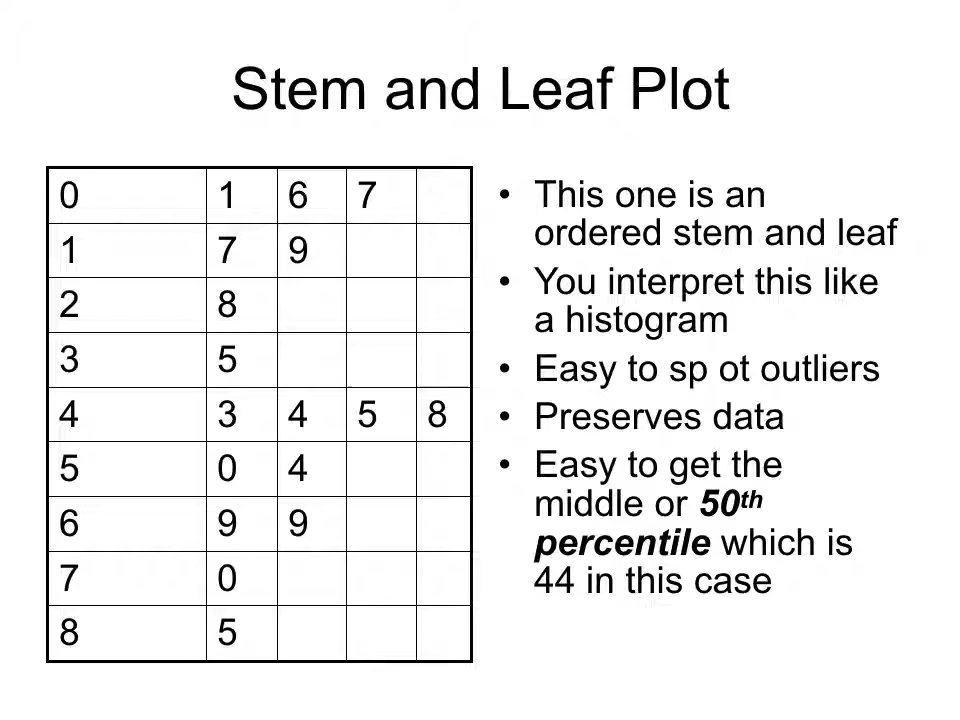 Stem and Leaf Plot
0 1 6 7
1 7 9
2 8
3 5
4 3 4 5 8
5 0 4
6 9 9
7 0
8 5
• This one is an
ordered stem and leaf
• You interpret this like
a histogram
• Easy to sp ot outliers
• Preserves data
• Easy to get the
middle or 50th
percentile which is
44 in this case